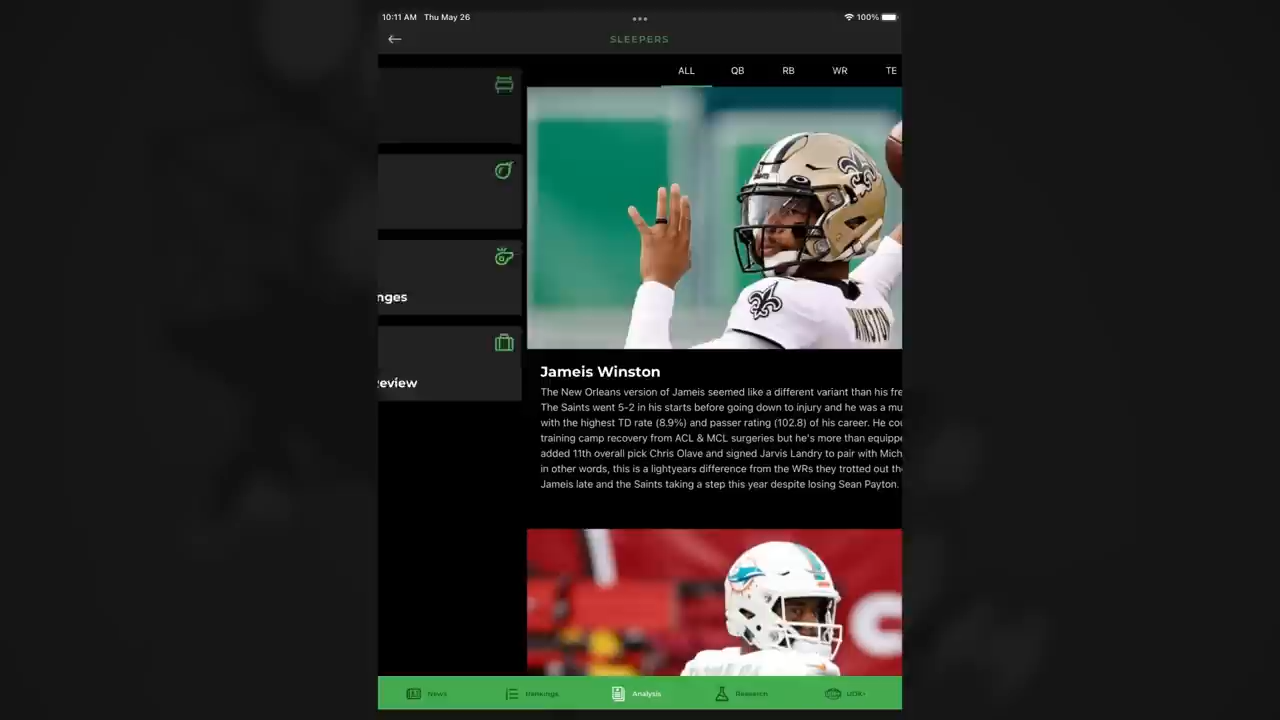 10:11 AM Thu May 26
100%
SLEEPERS
ALL QB RB WR TE
nges
eview
WINSTON
Jameis Winston
The New Orleans version of Jameis seemed like a different variant than his fre
The Saints went 5-2 in his starts before going down to injury and he was a mu
with the highest TD rate (8.9%) and passer rating (102.8) of his career. He cou
training camp recovery from ACL & MCL surgeries but he's more than equippe
added 11th overall pick Chris Olave and signed Jarvis Landry to pair with Mich
in other words, this is a lightyears difference from the WRs they trotted out the
Jameis late and the Saints taking a step this year despite losing Sean Payton.
News Rankings Analysis Research UDK+